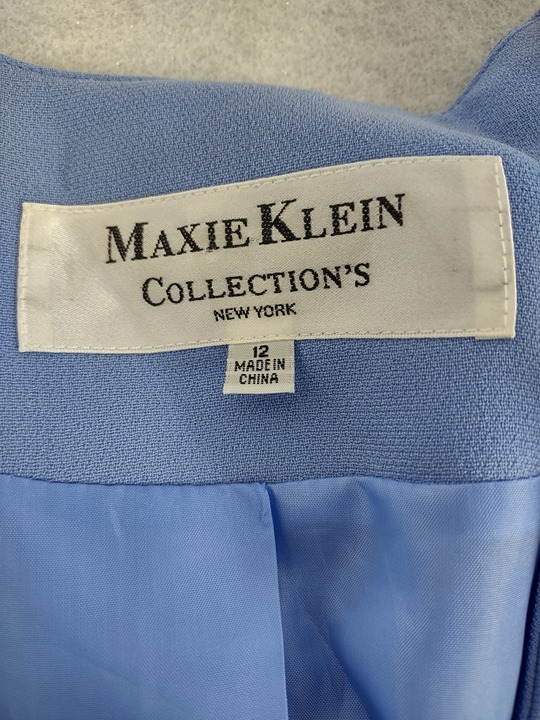 MAXIE KLEIN
COLLECTION'S
NEW YORK
12
MADE IN
CHINA